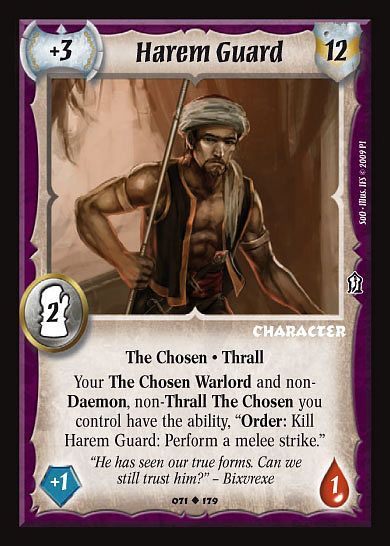 +3
Harem Guard
12
SoO • Illus. IFS © 2009 PI
2
CHARACTER
The Chosen • Thrall
Your The Chosen Warlord and non-
Daemon, non-Thrall The Chosen you
control have the ability, “Order: Kill
Harem Guard: Perform a melee strike.”
“He has seen our true forms. Can we
still trust him?” – Bixvrexe
+1
071 ◆ 179
1